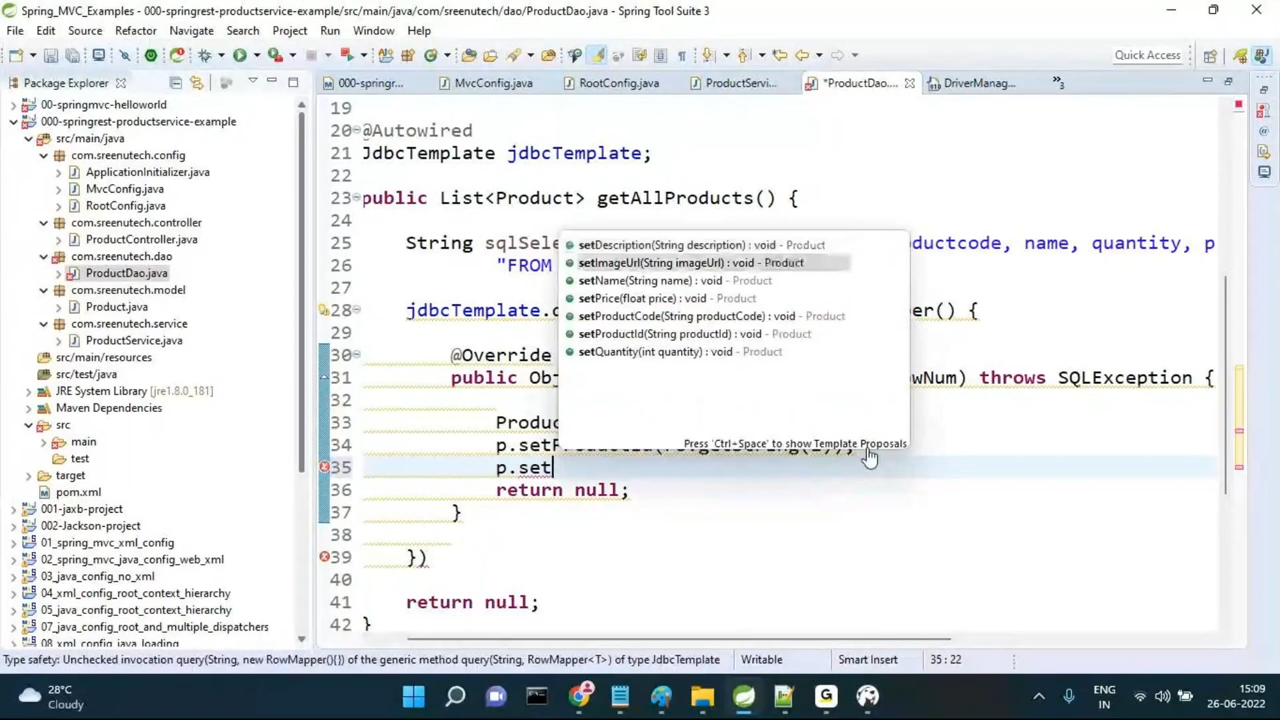 Spring_MVC_Examples - 000-springrest-productservice-example/src/main/java/com/sreenutech/dao/ProductDao.java - Spring Tool Suite 3
File Edit Source Refactor Navigate Search Project Run Window Help
Quick Access
Package Explorer
000-springr... MvcConfig.java RootConfig.java ProductServi... *ProductDao.... DriverManag... »3
00-springmvc-helloworld
000-springrest-productservice-example
src/main/java
com.sreenutech.config
ApplicationInitializer.java
MvcConfig.java
RootConfig.java
com.sreenutech.controller
ProductController.java
com.sreenutech.dao
ProductDao.java
com.sreenutech.model
Product.java
com.sreenutech.service
ProductService.java
src/main/resources
src/test/java
JRE System Library [jre1.8.0_181]
Maven Dependencies
src
main
test
target
pom.xml
001-jaxb-project
002-Jackson-project
01_spring_mvc_xml_config
02_spring_mvc_java_config_web_xml
03_java_config_no_xml
04_xml_config_root_context_hierarchy
05_java_config_root_context_hierarchy
07_java_config_root_and_multiple_dispatchers
08_xml_config_java_loading
19
20 @Autowired
21 JdbcTemplate jdbcTemplate;
22
23 public List<Product> getAllProducts() {
24
25 String sqlSele ductcode, name, quantity, p
26 "FROM
28 jdbcTemplate. er() {
29
30 @Override
31 public Obj wNum) throws SQLException {
32
33 Produc
34
35 p.set
36 return null;
37 }
38
39 })
40
41 return null;
42 }
setDescription(String description) : void - Product
setImageUrl(String imageUrl) : void - Product
setName(String name) : void - Product
setPrice(float price) : void - Product
setProductCode(String productCode) : void - Product
setProductId(String productId) : void - Product
setQuantity(int quantity) : void - Product
Press 'Ctrl+Space' to show Template Proposals
Type safety: Unchecked invocation query(String, new RowMapper(){}) of the generic method query(String, RowMapper<T>) of type JdbcTemplate Writable Smart Insert 35 : 22
28°C
Cloudy
ENG
IN
15:09
26-06-2022